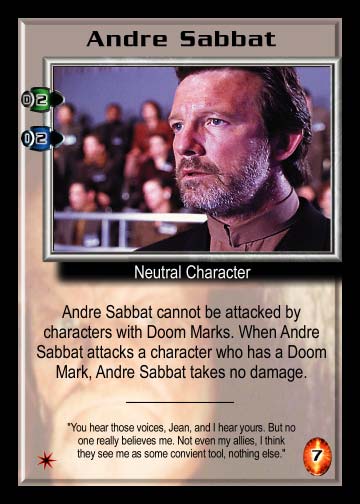 Andre Sabbat
2
2
Neutral Character
Andre Sabbat cannot be attacked by
characters with Doom Marks. When Andre
Sabbat attacks a character who has a Doom
Mark, Andre Sabbat takes no damage.
"You hear those voices, Jean, and I hear yours. But no
one really believes me. Not even my allies, I think
they see me as some convient tool, nothing else."
7